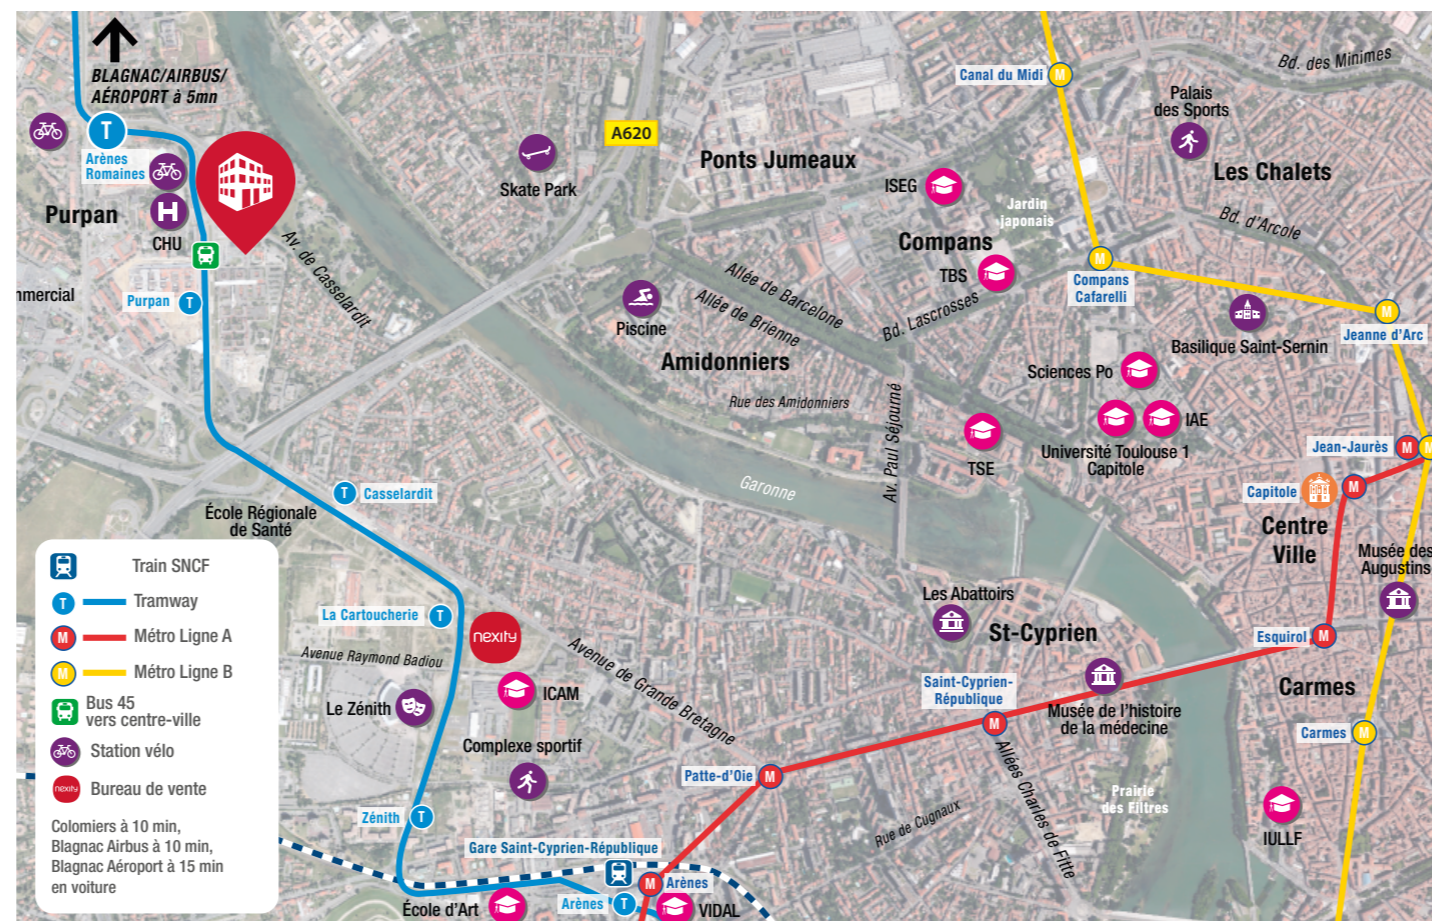 BLAGNAC/AIRBUS/
AÉROPORT à 5mn
T
Arènes
Romaines
Purpan
H
CHU
mmercial
Purpan
T
Av. de Casselardit
Skate Park
A620
Ponts Jumeaux
Canal du Midi
M
Bd. des Minimes
Palais
des Sports
Les Chalets
ISEG
Jardin
japonais
Bd. d'Arcole
Compans
TBS
M
Compans
Cafarelli
Allée de Barcelone
Allée de Brienne
Bd. Lascrosses
Piscine
Amidonniers
Rue des Amidonniers
Av. Paul Séjourné
Basilique Saint-Sernin
M
Jeanne d'Arc
Sciences Po
IAE
Université Toulouse 1
Capitole
TSE
Jean-Jaurès
M
M
Capitole
M
Centre
Ville
Musée des
Augustins
Garonne
T
Casselardit
École Régionale
de Santé
La Cartoucherie
T
nexity
Avenue Raymond Badiou
Avenue de Grande Bretagne
Le Zénith
ICAM
Complexe sportif
Zénith
T
Les Abattoirs
St-Cyprien
Esquirol
M
Carmes
Saint-Cyprien-
République
M
Musée de l'histoire
de la médecine
Carmes
M
Patte-d'Oie
M
Allées Charles de Fitte
Prairie
des Filtres
Rue de Cugnaux
IULLF
Gare Saint-Cyprien-République
M
Arènes
École d'Art
Arènes
T
VIDAL
Train SNCF
T
Tramway
M
Métro Ligne A
M
Métro Ligne B
Bus 45
vers centre-ville
Station vélo
nexity
Bureau de vente
Colomiers à 10 min,
Blagnac Airbus à 10 min,
Blagnac Aéroport à 15 min
en voiture